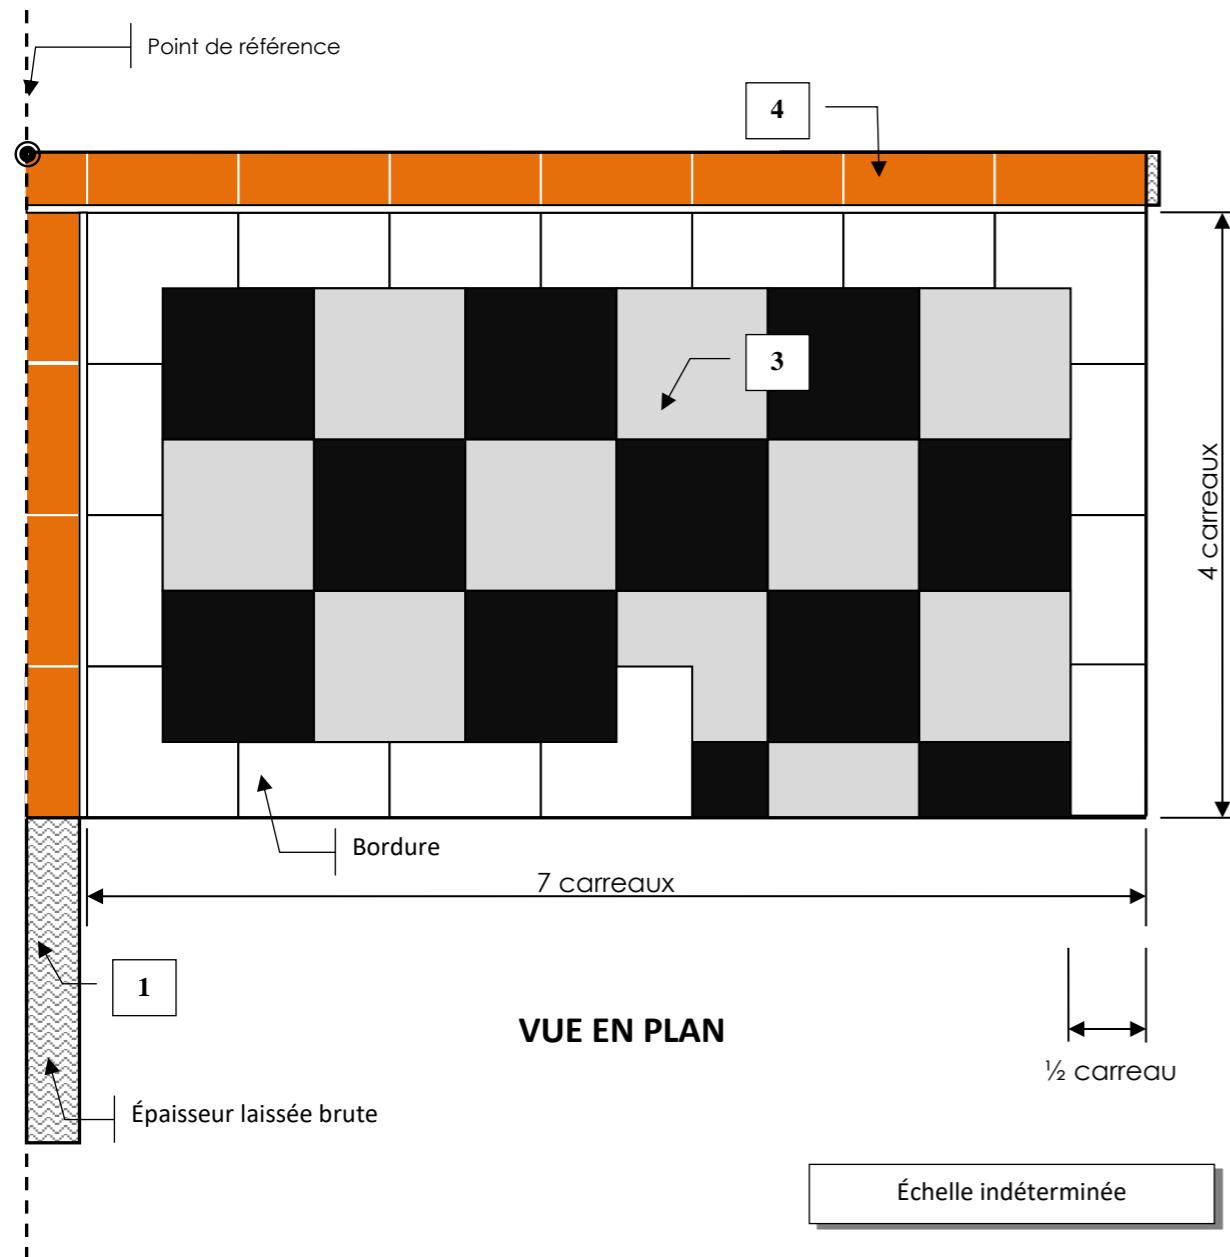 Point de référence
4
3
4 carreaux
Bordure
7 carreaux
1
VUE EN PLAN
½ carreau
Épaisseur laissée brute
Échelle indéterminée